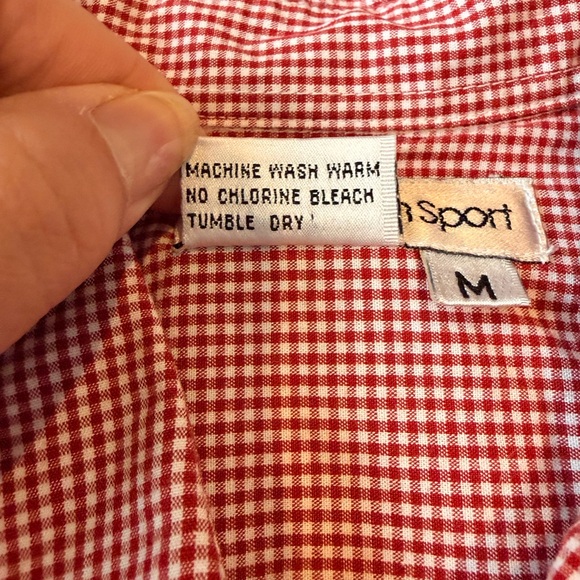 MACHINE WASH WARM
NO CHLORINE BLEACH
TUMBLE DRY
Sport
M